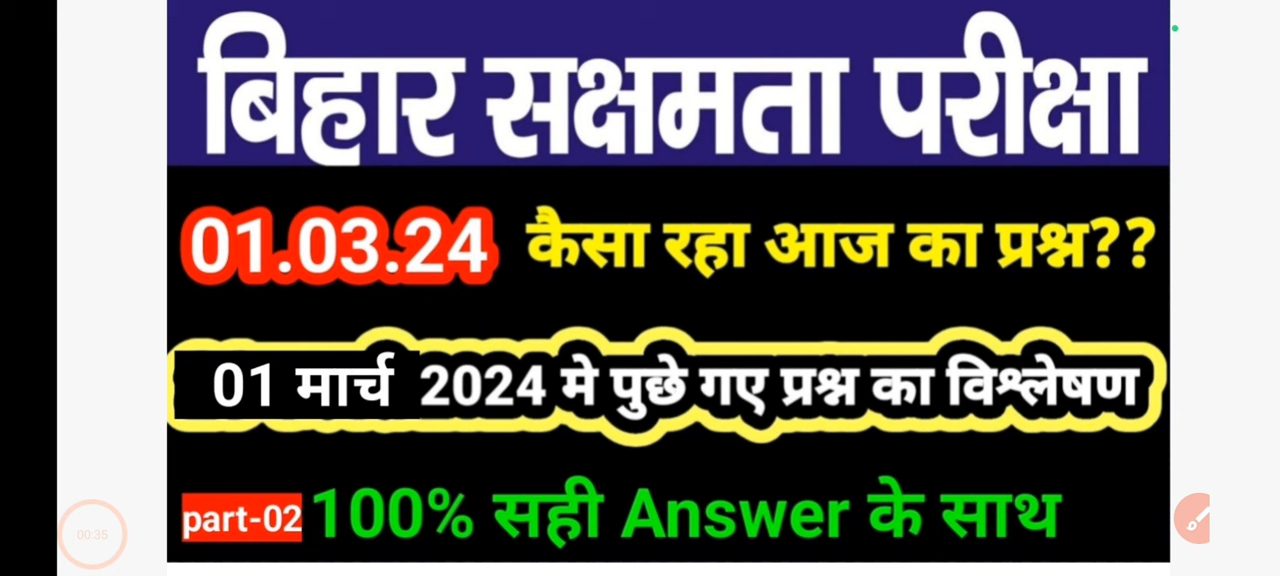 बिहार सक्षमता परीक्षा
01.03.24 कैसा रहा आज का प्रश्न??
01 मार्च 2024 मे पुछे गए प्रश्न का विश्लेषण
part-02 100% सही Answer के साथ
00:35